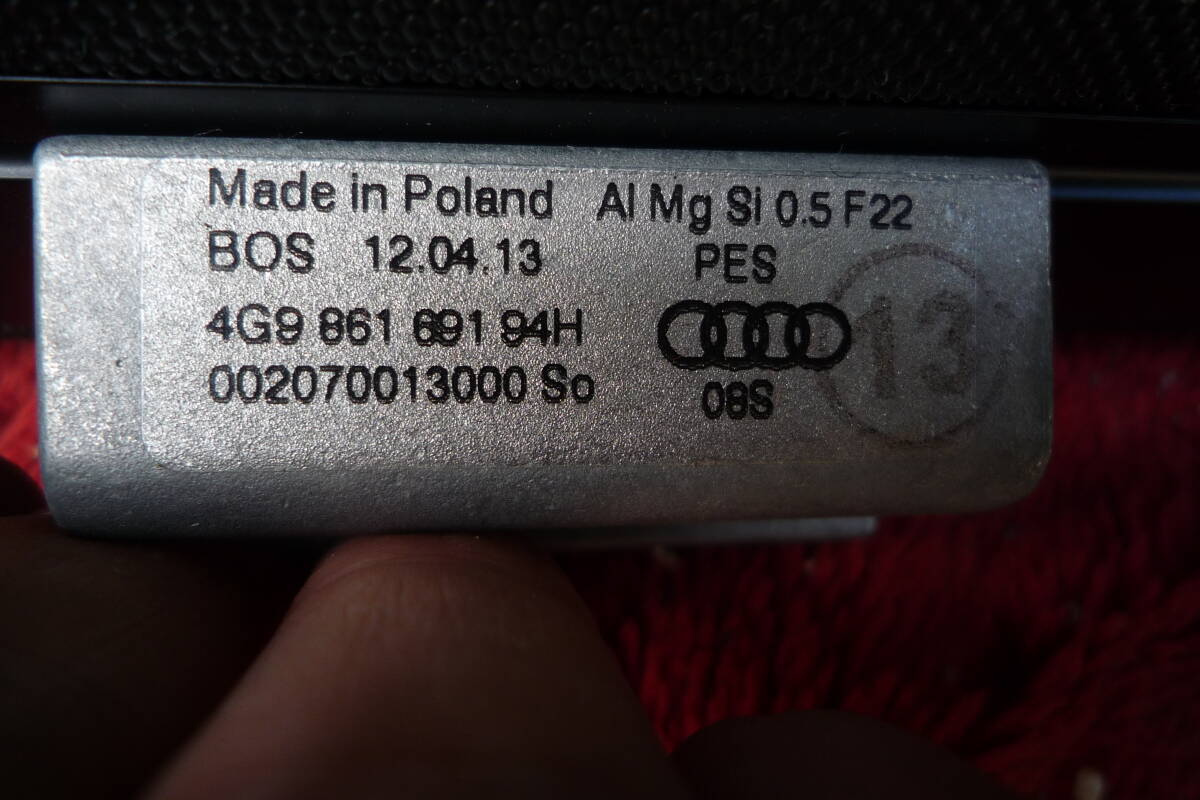 Made in Poland Al Mg Si 0.5 F22
BOS 12.04.13 PES
4G9 861 691 94H
002070013000 So 08S
13